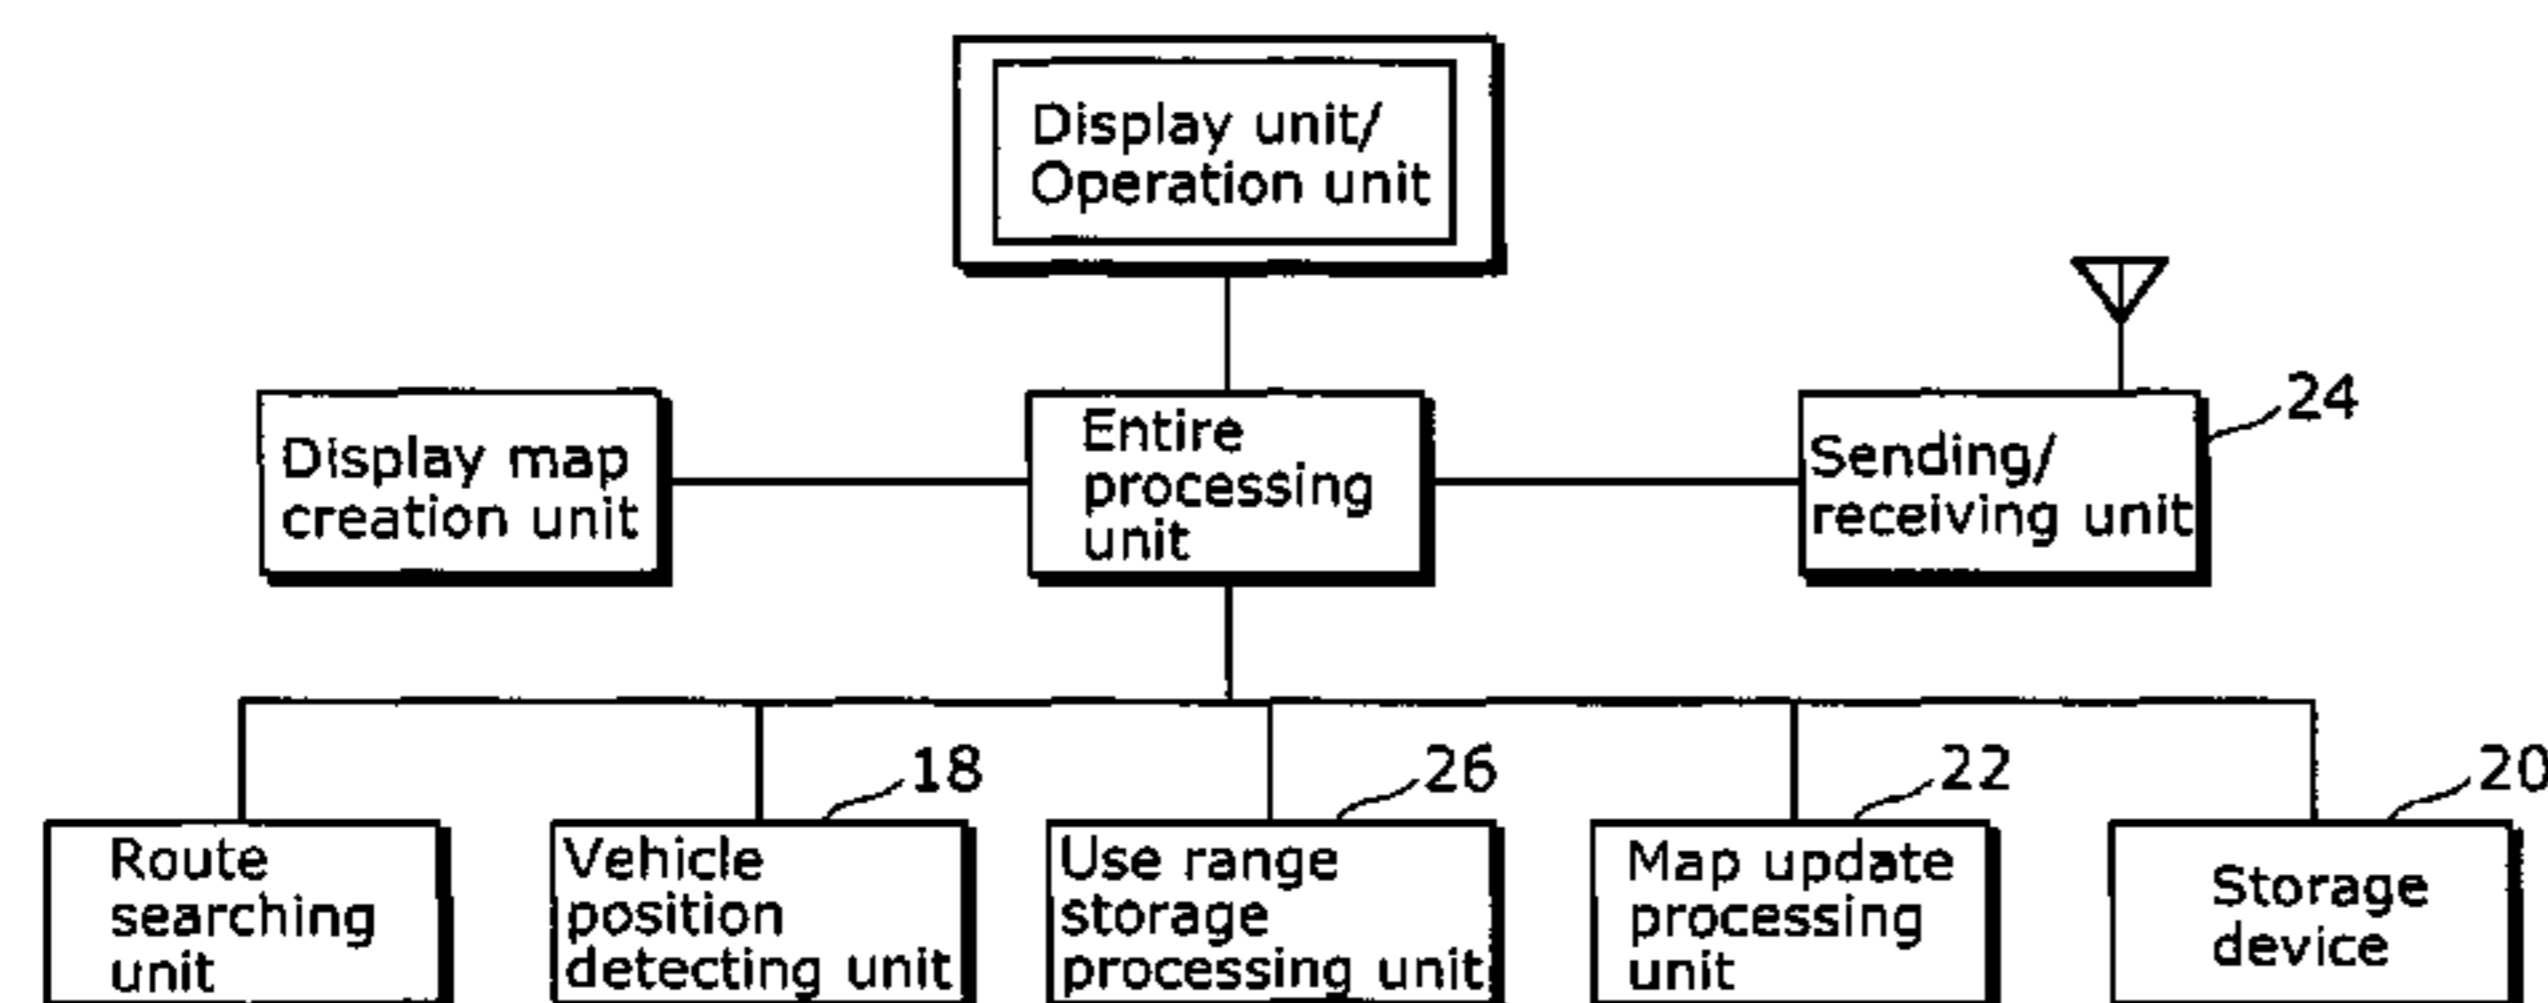 Display unit/
Operation unit
Display map
creation unit
Entire
processing
unit
Sending/
receiving unit
24
18
26
22
20
Route
searching
unit
Vehicle
position
detecting unit
Use range
storage
processing unit
Map update
processing
unit
Storage
device